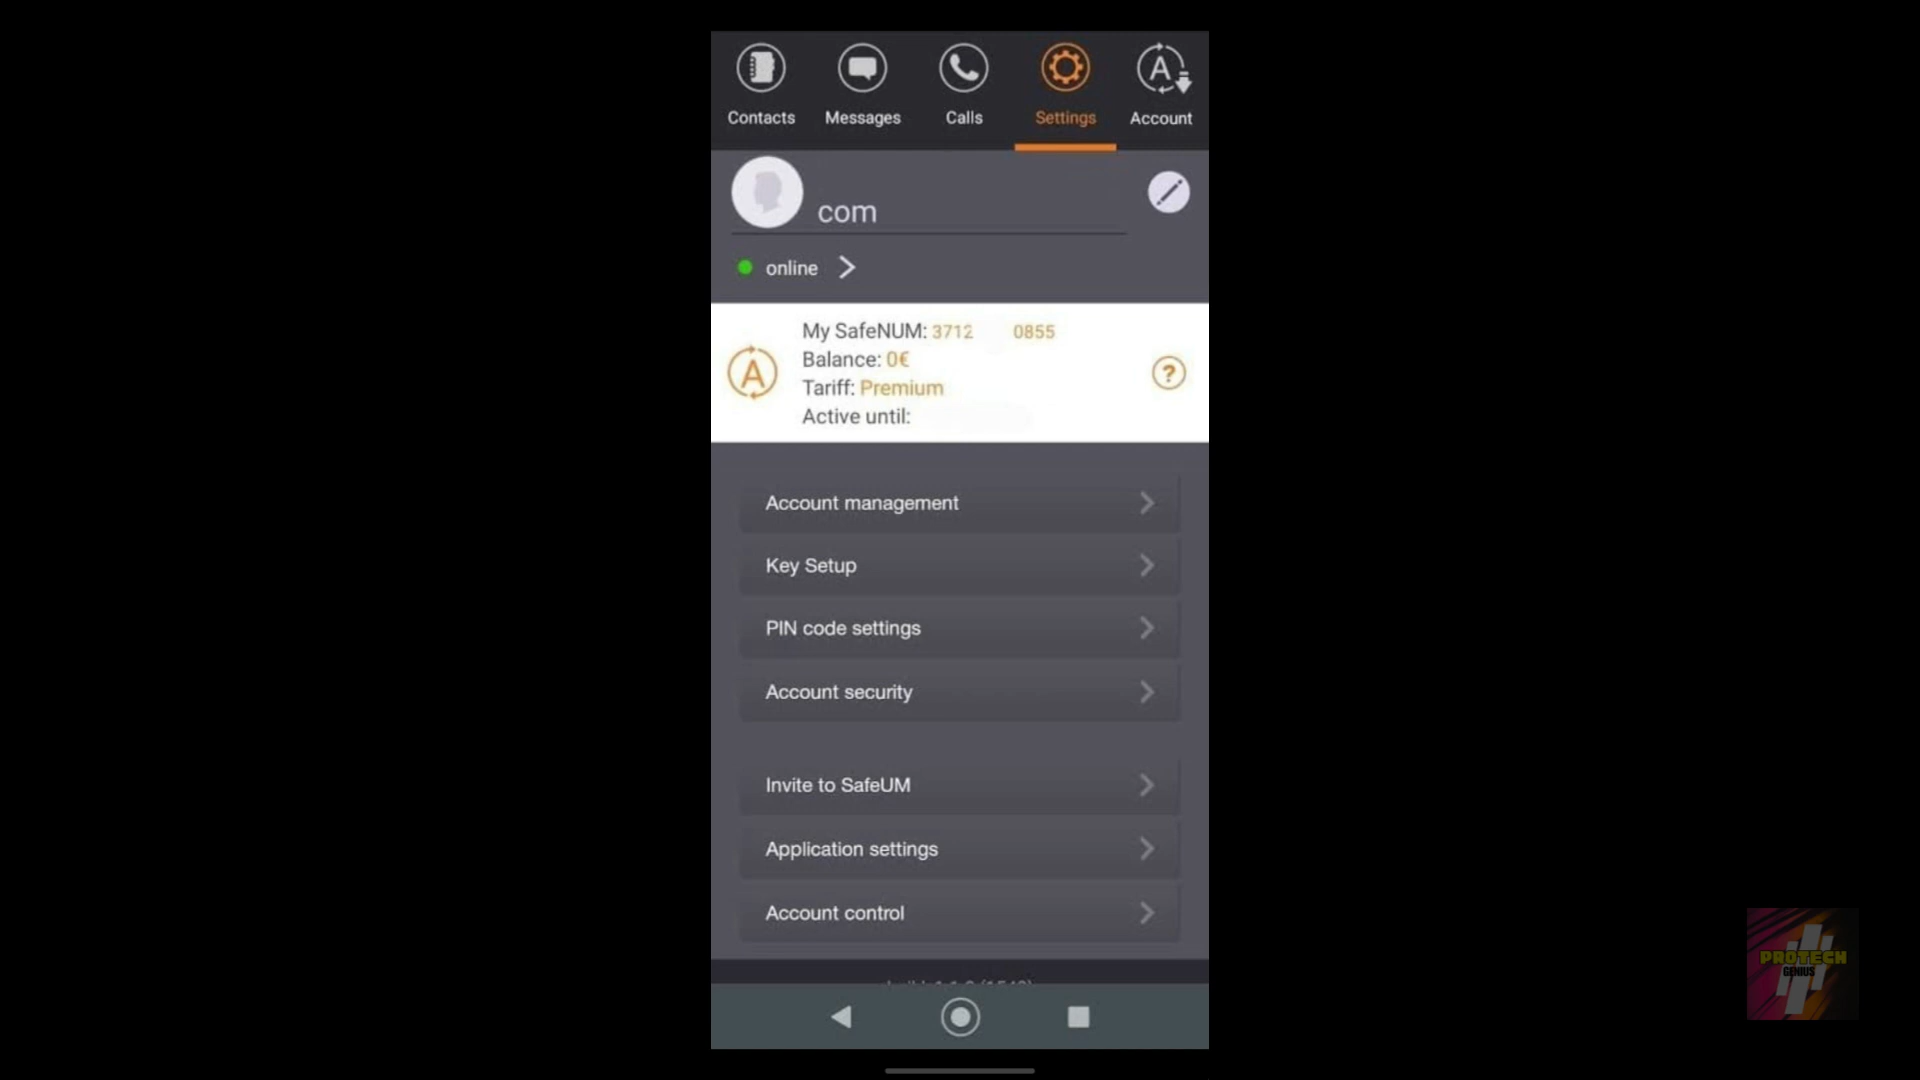 Contacts Messages Calls Settings Account
com
online
My SafeNUM: 3712 0855
Balance: 0€
Tariff: Premium
Active until:
Account management
Key Setup
PIN code settings
Account security
Invite to SafeUM
Application settings
Account control
PROTECH
GENIUS